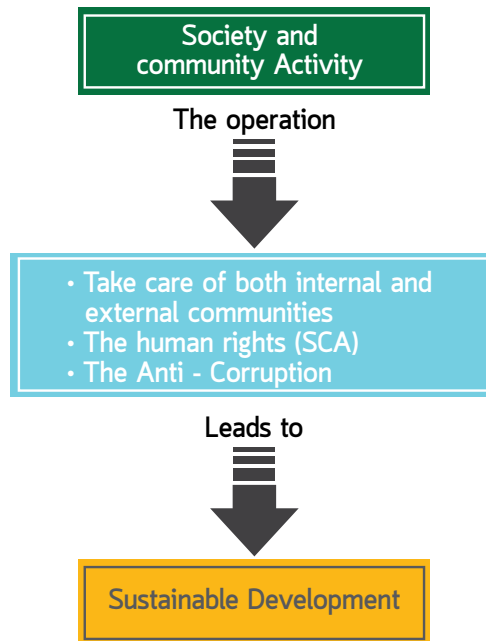 Society and
community Activity
The operation
• Take care of both internal and
external communities
• The human rights (SCA)
• The Anti - Corruption
Leads to
Sustainable Development